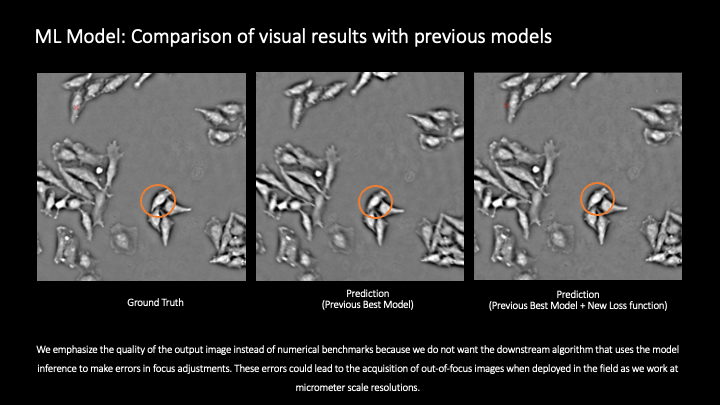 ML Model: Comparison of visual results with previous models
Ground Truth
Prediction
(Previous Best Model)
Prediction
(Previous Best Model + New Loss function)
We emphasize the quality of the output image instead of numerical benchmarks because we do not want the downstream algorithm that uses the model
inference to make errors in focus adjustments. These errors could lead to the acquisition of out-of-focus images when deployed in the field as we work at
micrometer scale resolutions.